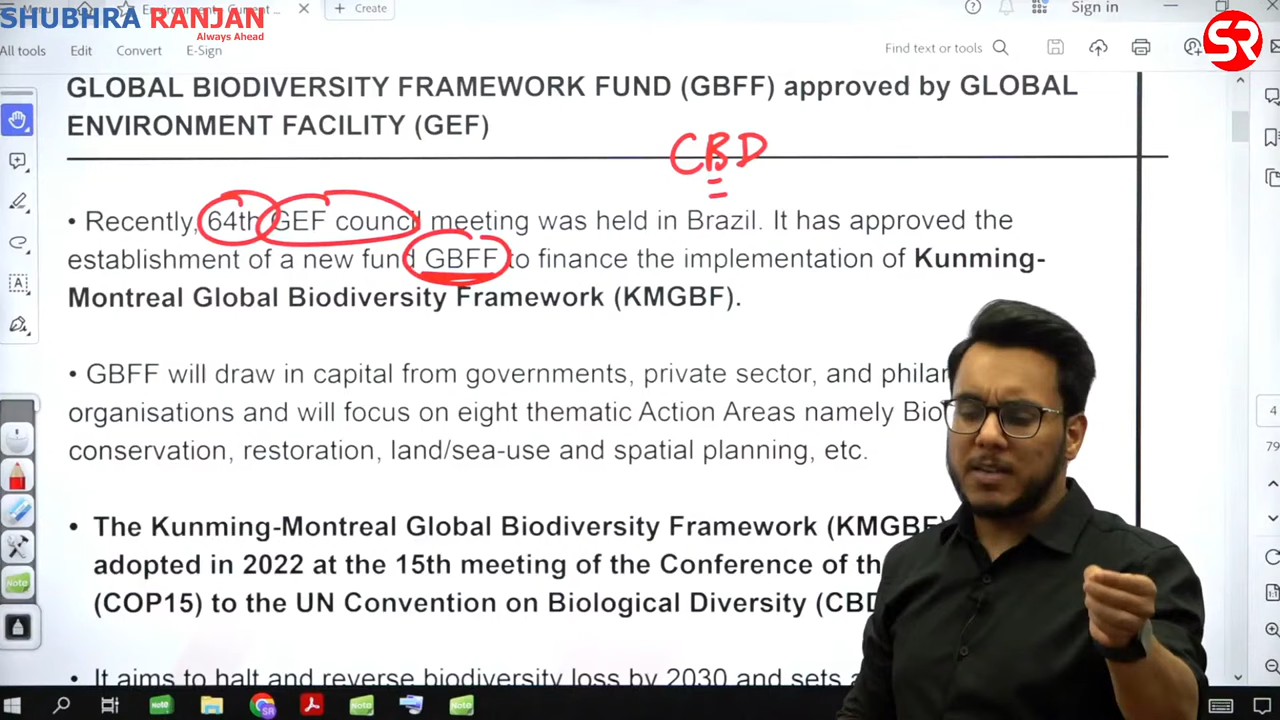 SHUBHRA RANJAN
Always Ahead
Create
Sign in
SR
All tools Edit Convert E-Sign
Find text or tools
GLOBAL BIODIVERSITY FRAMEWORK FUND (GBFF) approved by GLOBAL
ENVIRONMENT FACILITY (GEF)
CBD
• Recently, 64th GEF council meeting was held in Brazil. It has approved the
establishment of a new fund GBFF to finance the implementation of Kunming-
Montreal Global Biodiversity Framework (KMGBF).
• GBFF will draw in capital from governments, private sector, and
organisations and will focus on eight thematic Action Areas namely
conservation, restoration, land/sea-use and spatial planning, etc.
• The Kunming-Montreal Global Biodiversity Framework (KMGBF)
adopted in 2022 at the 15th meeting of the Conference of
(COP15) to the UN Convention on Biological Diversity (CBD
• It aims to halt and reverse biodiversity loss by 2030 and sets
4
79
Note